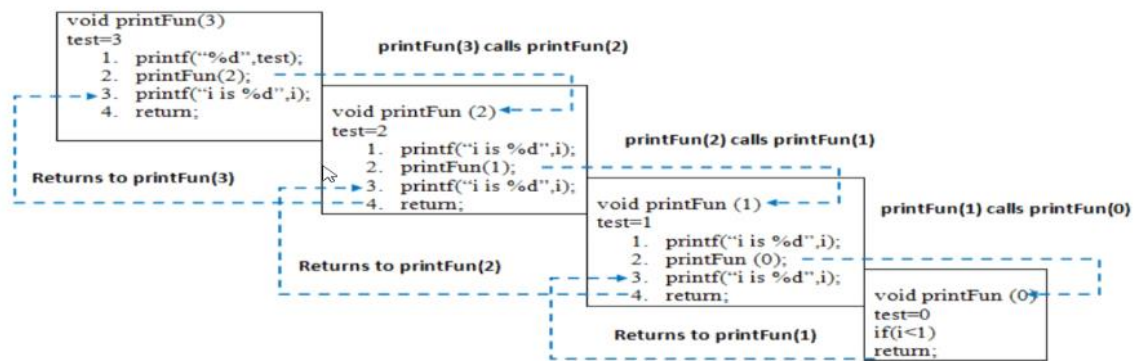 void printFun(3)
test=3
1. printf(“%d”,test);
2. printFun(2);
3. printf(“i is %d”,i);
4. return;
printFun(3) calls printFun(2)
Returns to printFun(3)
void printFun (2)
test=2
1. printf(“i is %d”,i);
2. printFun(1);
3. printf(“i is %d”,i);
4. return;
printFun(2) calls printFun(1)
Returns to printFun(2)
void printFun (1)
test=1
1. printf(“i is %d”,i);
2. printFun (0);
3. printf(“i is %d”,i);
4. return;
printFun(1) calls printFun(0)
Returns to printFun(1)
void printFun (0)
test=0
if(i<1)
return;